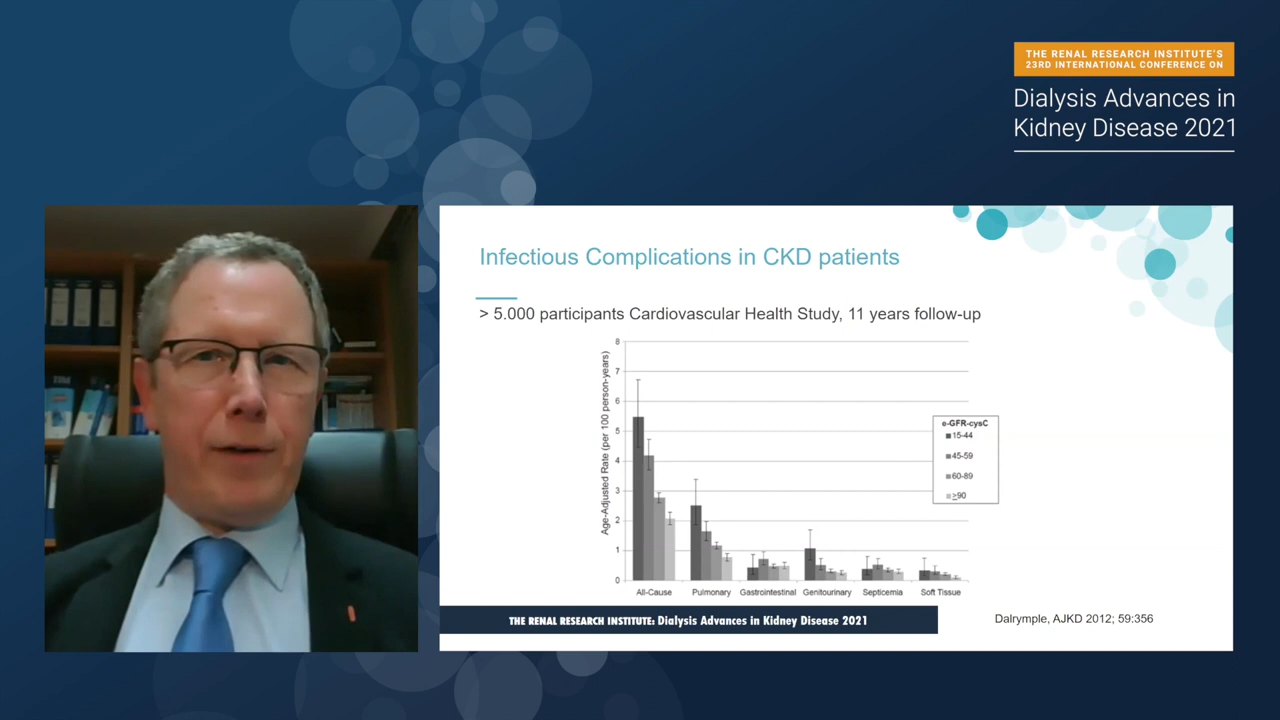 THE RENAL RESEARCH INSTITUTE'S
23RD INTERNATIONAL CONFERENCE ON
Dialysis Advances in
Kidney Disease 2021
Infectious Complications in CKD patients
> 5.000 participants Cardiovascular Health Study, 11 years follow-up
Age-Adjusted Rate (per 100 person-years)
8
7
6
5
4
3
2
1
0
e-GFR-cysC
15-44
45-59
60-89
≥90
All-Cause Pulmonary Gastrointestinal Genitourinary Septicemia Soft Tissue
THE RENAL RESEARCH INSTITUTE: Dialysis Advances in Kidney Disease 2021
Dalrymple, AJKD 2012; 59:356